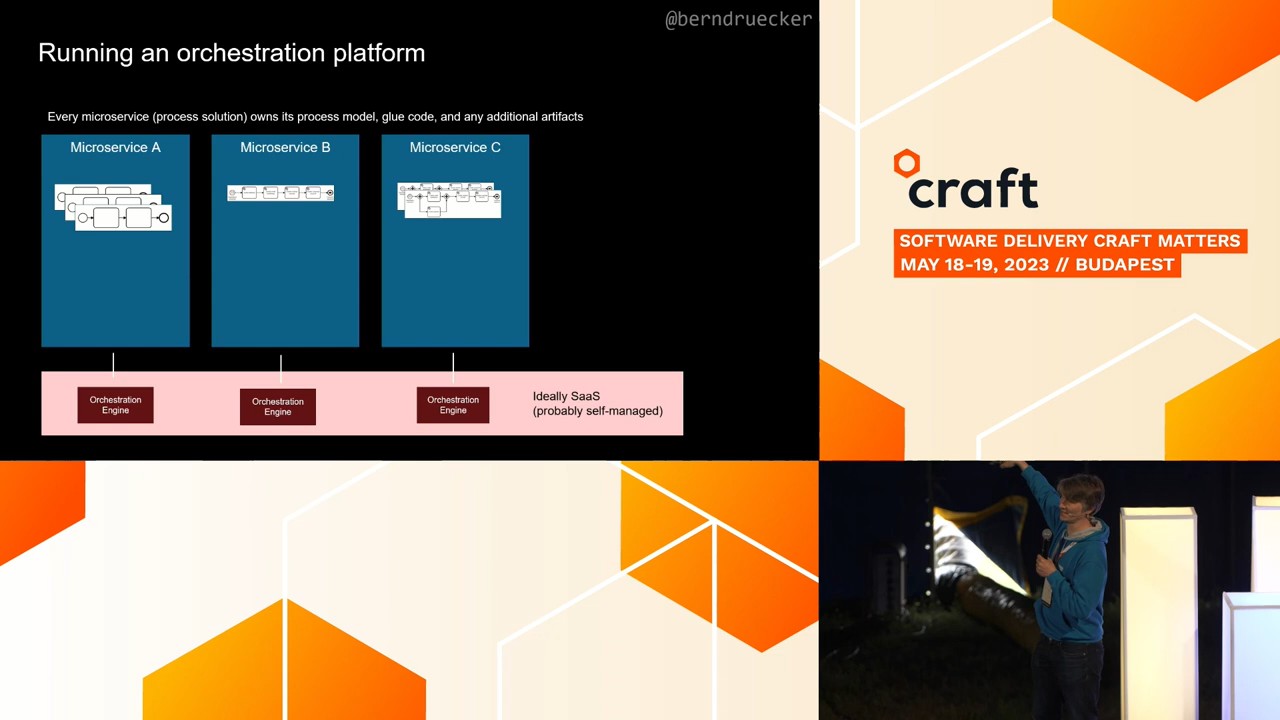 @berndruecker
Running an orchestration platform
Every microservice (process solution) owns its process model, glue code, and any additional artifacts
Microservice A
Microservice B
Microservice C
Orchestration
Engine
Orchestration
Engine
Orchestration
Engine
Ideally SaaS
(probably self-managed)
craft
SOFTWARE DELIVERY CRAFT MATTERS
MAY 18-19, 2023 // BUDAPEST